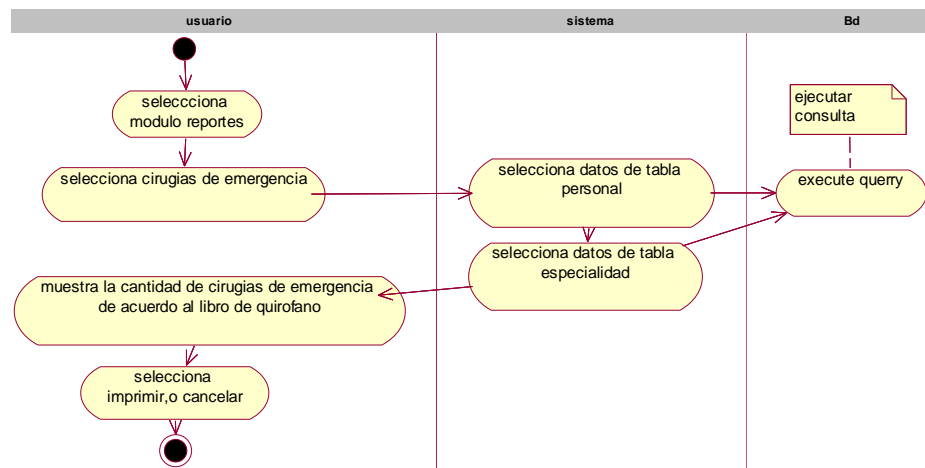 usuario
sistema
Bd
seleccciona
modulo reportes
ejecutar
consulta
selecciona cirugias de emergencia
selecciona datos de tabla
personal
execute querry
selecciona datos de tabla
especialidad
muestra la cantidad de cirugias de emergencia
de acuerdo al libro de quirofano
selecciona
imprimir,o cancelar